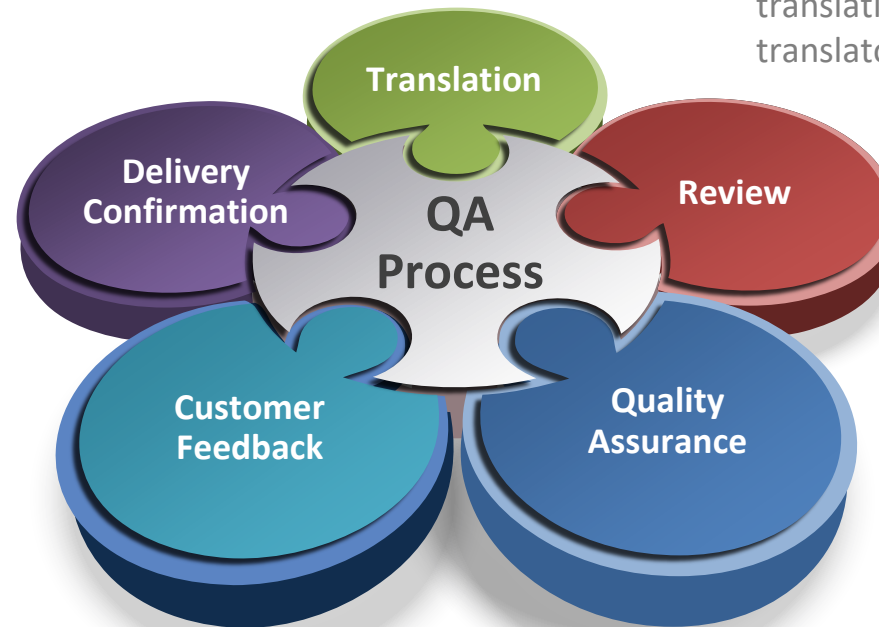 Translation
Delivery
Confirmation
Review
QA
Process
Customer
Feedback
Quality
Assurance